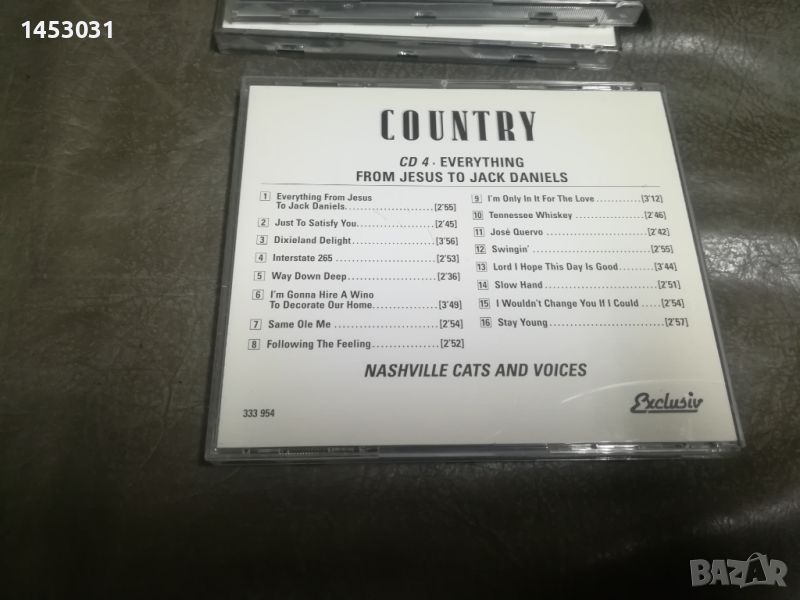 1453031
COUNTRY
CD 4 · EVERYTHING
FROM JESUS TO JACK DANIELS
1 Everything From Jesus
To Jack Daniels. [2'55]
2 Just To Satisfy You [2'45]
3 Dixieland Delight [3'56]
4 Interstate 265 [2'53]
5 Way Down Deep [2'36]
6 I'm Gonna Hire A Wino
To Decorate Our Home [3'49]
7 Same Ole Me [2'54]
8 Following The Feeling [2'52]
9 I'm Only In It For The Love [3'12]
10 Tennessee Whiskey [2'46]
11 José Quervo [2'42]
12 Swingin' [2'55]
13 Lord I Hope This Day Is Good [3'44]
14 Slow Hand [2'51]
15 I Wouldn't Change You If I Could [2'54]
16 Stay Young [2'57]
NASHVILLE CATS AND VOICES
333 954
Exclusiv
BAZAR